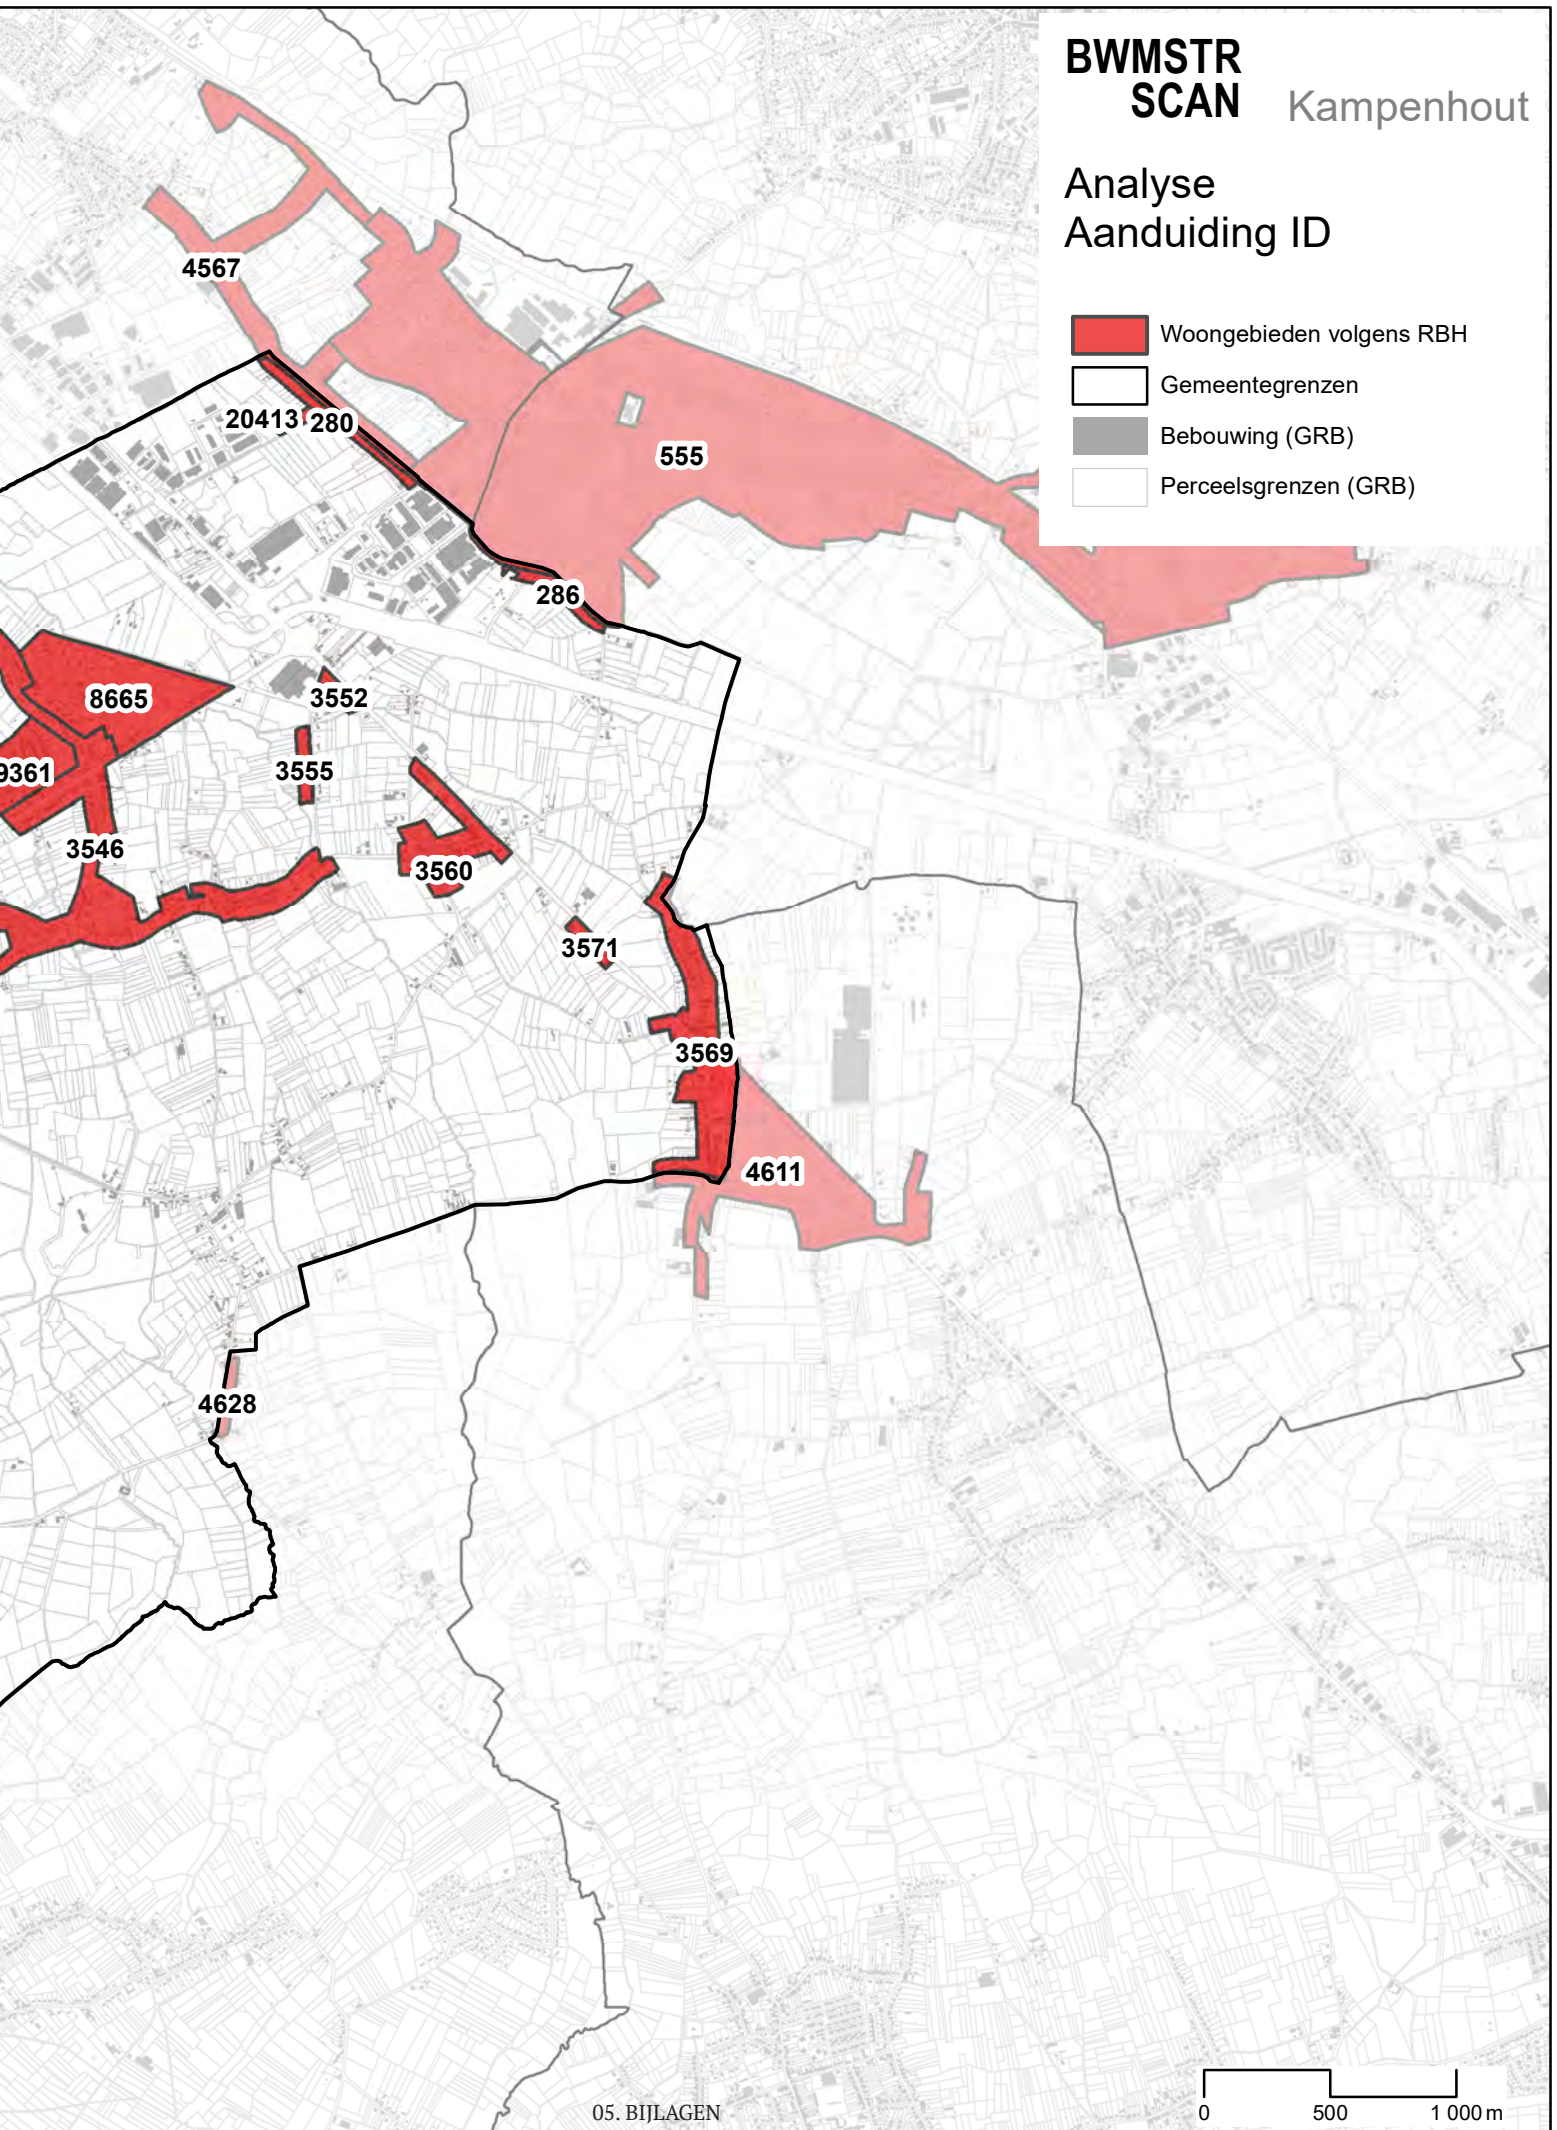 BWMSTR
SCAN
Kampenhout
Analyse
Aanduiding ID
Woongebieden volgens RBH
Gemeentegrenzen
Bebouwing (GRB)
Perceelsgrenzen (GRB)
4567
20413
280
555
286
8665
3552
9361
3555
3546
3560
3571
3569
4611
4628
0
500
1 000 m
05. BIJLAGEN